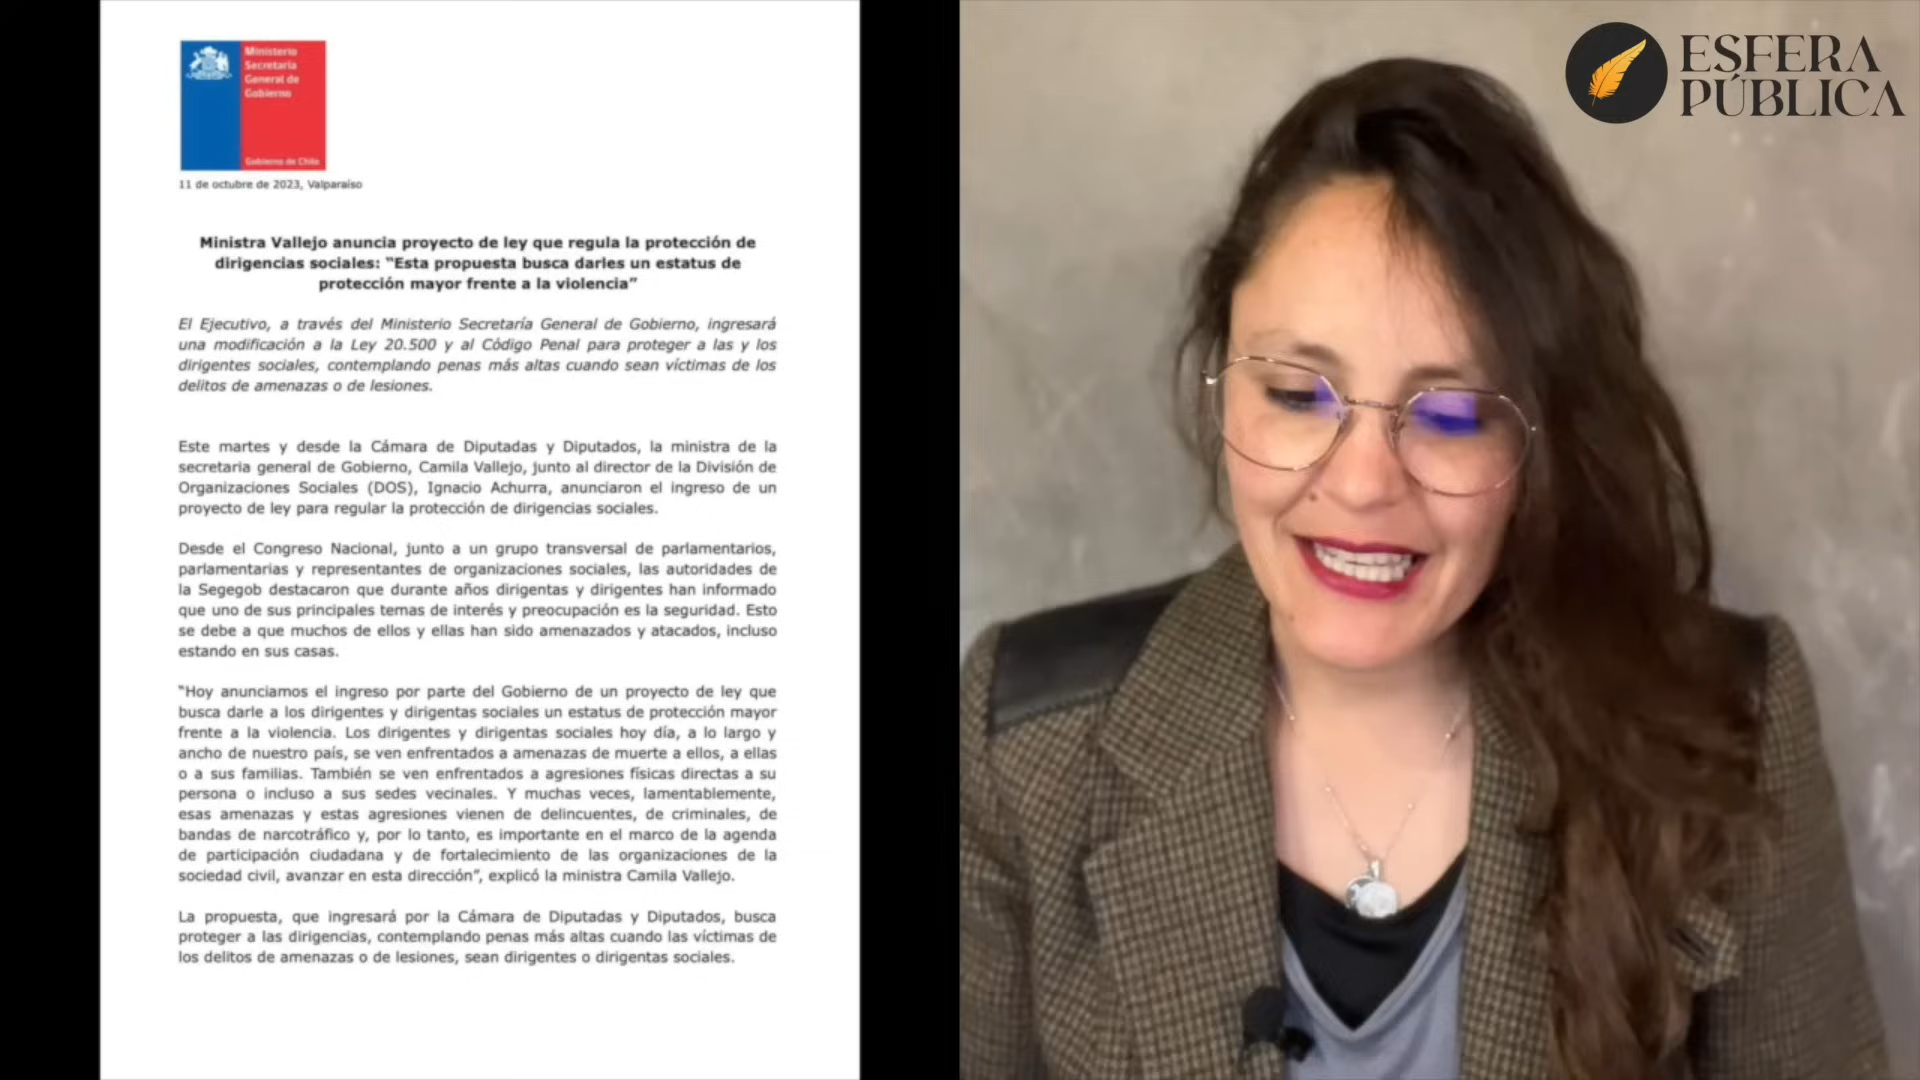 Ministerio
Secretaría
General de
Gobierno
Gobierno de Chile
11 de octubre de 2023, Valparaíso
Ministra Vallejo anuncia proyecto de ley que regula la protección de
dirigencias sociales: “Esta propuesta busca darles un estatus de
protección mayor frente a la violencia”
El Ejecutivo, a través del Ministerio Secretaría General de Gobierno, ingresará
una modificación a la Ley 20.500 y al Código Penal para proteger a las y los
dirigentes sociales, contemplando penas más altas cuando sean víctimas de los
delitos de amenazas o de lesiones.
Este martes y desde la Cámara de Diputadas y Diputados, la ministra de la
secretaria general de Gobierno, Camila Vallejo, junto al director de la División de
Organizaciones Sociales (DOS), Ignacio Achurra, anunciaron el ingreso de un
proyecto de ley para regular la protección de dirigencias sociales.
Desde el Congreso Nacional, junto a un grupo transversal de parlamentarios,
parlamentarias y representantes de organizaciones sociales, las autoridades de
la Segegob destacaron que durante años dirigentas y dirigentes han informado
que uno de sus principales temas de interés y preocupación es la seguridad. Esto
se debe a que muchos de ellos y ellas han sido amenazados y atacados, incluso
estando en sus casas.
“Hoy anunciamos el ingreso por parte del Gobierno de un proyecto de ley que
busca darle a los dirigentes y dirigentas sociales un estatus de protección mayor
frente a la violencia. Los dirigentes y dirigentas sociales hoy día, a lo largo y
ancho de nuestro país, se ven enfrentados a amenazas de muerte a ellos, a ellas
o a sus familias. También se ven enfrentados a agresiones físicas directas a su
persona o incluso a sus sedes vecinales. Y muchas veces, lamentablemente,
esas amenazas y estas agresiones vienen de delincuentes, de criminales, de
bandas de narcotráfico y, por lo tanto, es importante en el marco de la agenda
de participación ciudadana y de fortalecimiento de las organizaciones de la
sociedad civil, avanzar en esta dirección”, explicó la ministra Camila Vallejo.
La propuesta, que ingresará por la Cámara de Diputadas y Diputados, busca
proteger a las dirigencias, contemplando penas más altas cuando las víctimas de
los delitos de amenazas o de lesiones, sean dirigentes o dirigentas sociales.
ESFERA
PÚBLICA